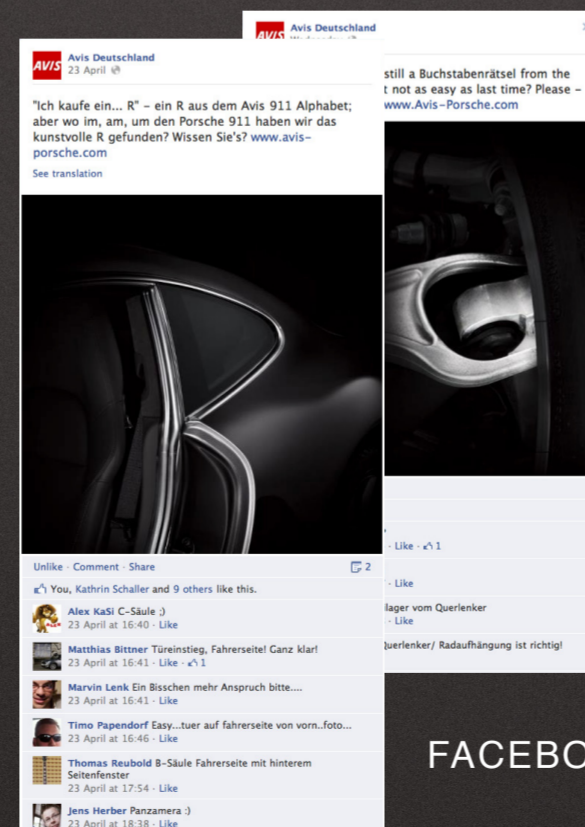 Avis Deutschland
AVIS
Avis Deutschland
23 April
"Ich kaufe ein... R" – ein R aus dem Avis 911 Alphabet;
aber wo im, am, um den Porsche 911 haben wir das
kunstvolle R gefunden? Wissen Sie's? www.avis-
porsche.com
See translation
Unlike · Comment · Share
2
You, Kathrin Schaller and 9 others like this.
Alex KaSi C-Säule ;)
23 April at 16:40 · Like
Matthias Bittner Türeinstieg, Fahrerseite! Ganz klar!
23 April at 16:41 · Like · 1
Marvin Lenk Ein Bisschen mehr Anspruch bitte....
23 April at 16:41 · Like
Timo Papendorf Easy...tuer auf fahrerseite von vorn..foto...
23 April at 16:46 · Like
Thomas Reubold B-Säule Fahrerseite mit hinterem
Seitenfenster
23 April at 17:54 · Like
Jens Herber Panzamera :)
23 April at 18:38 · Like
still a Buchstabenrätsel from the
not as easy as last time? Please –
www.Avis-Porsche.com
· Like · 1
· Like
lager vom Querlenker
· Like
Querlenker/ Radaufhängung ist richtig!
FACEBO